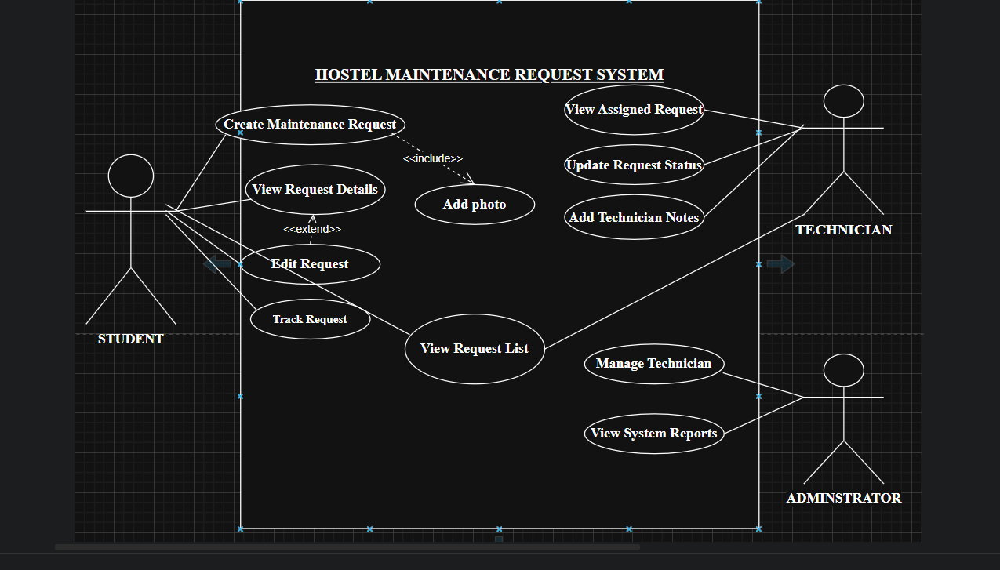 HOSTEL MAINTENANCE REQUEST SYSTEM
View Assigned Request
Create Maintenance Request
<<include>>
Update Request Status
View Request Details
Add photo
Add Technician Notes
<<extend>>
TECHNICIAN
Edit Request
Track Request
STUDENT
View Request List
Manage Technician
View System Reports
ADMINSTRATOR